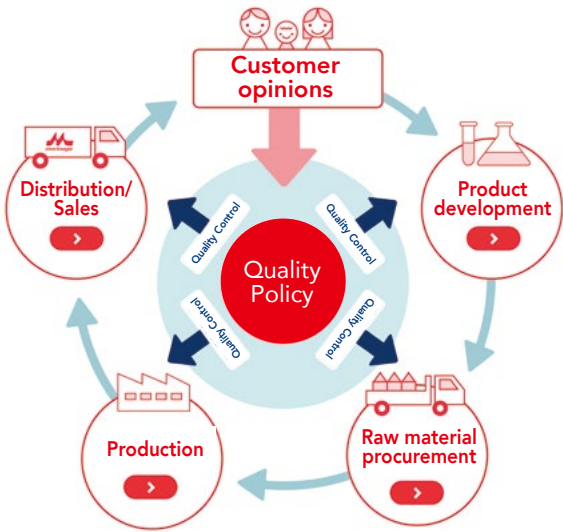 Customer
opinions
Distribution/
Sales
Product
development
Quality Control
Quality Control
Quality
Policy
Quality Control
Quality Control
Production
Raw material
procurement